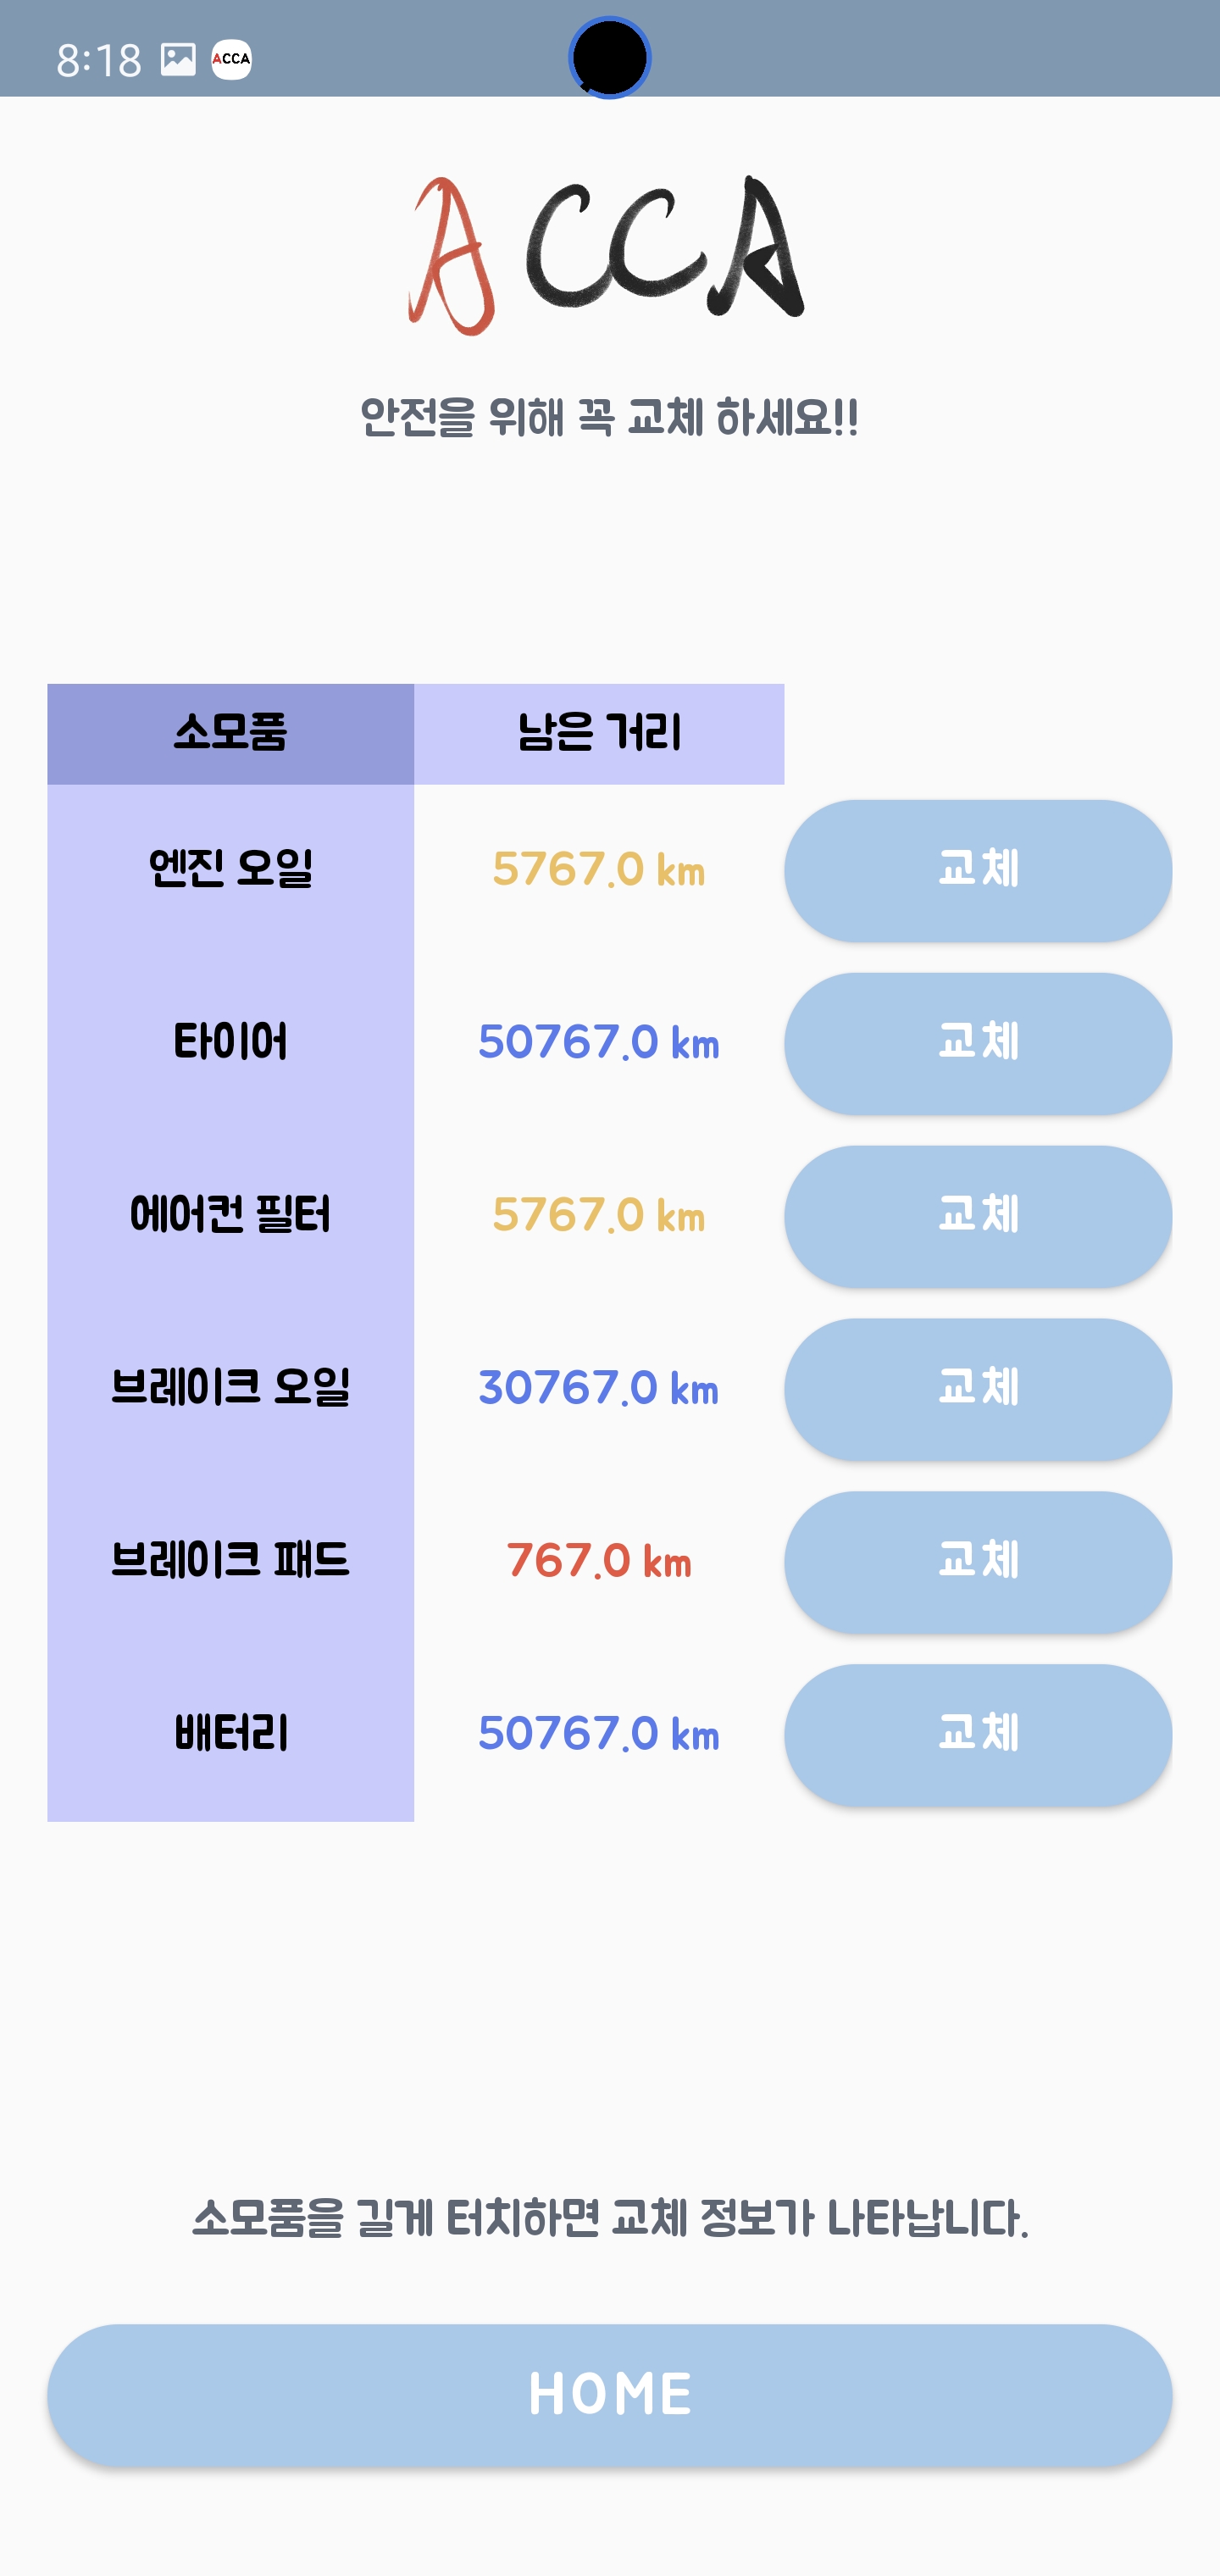 8:18 ACCA
ACCA
안전을 위해 꼭 교체 하세요!!
소모품 남은 거리
엔진 오일 5767.0 km 교체
타이어 50767.0 km 교체
에어컨 필터 5767.0 km 교체
브레이크 오일 30767.0 km 교체
브레이크 패드 767.0 km 교체
배터리 50767.0 km 교체
소모품을 길게 터치하면 교체 정보가 나타납니다.
HOME